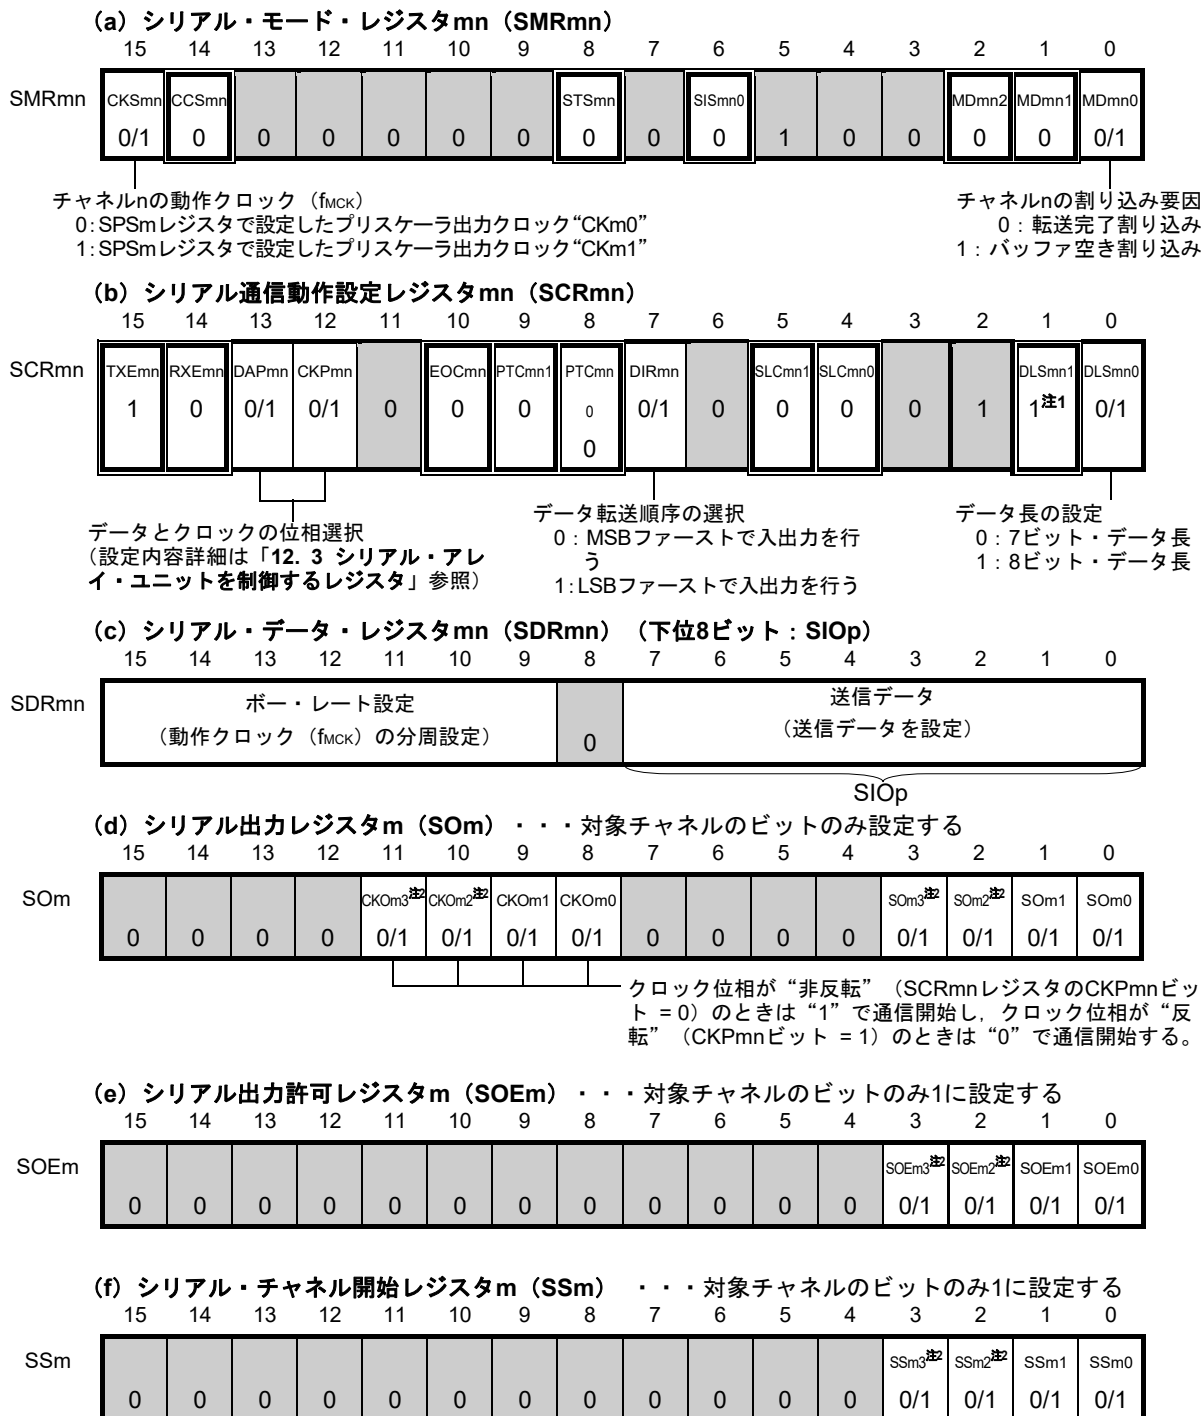 (a) シリアル・モード・レジスタmn（SMRmn）
15 14 13 12 11 10 9 8 7 6 5 4 3 2 1 0
SMRmn CKSmn CCSmn STSmn SISmn0 MDmn2 MDmn1 MDmn0
0/1 0 0 0 0 0 0 0 0 0 1 0 0 0 0 0/1
チャネルnの動作クロック（fMCK）
0：SPSmレジスタで設定したプリスケーラ出力クロック“CKm0”
1：SPSmレジスタで設定したプリスケーラ出力クロック“CKm1”
チャネルnの割り込み要因
0：転送完了割り込み
1：バッファ空き割り込み
(b) シリアル通信動作設定レジスタmn（SCRmn）
15 14 13 12 11 10 9 8 7 6 5 4 3 2 1 0
SCRmn TXEmn RXEmn DAPmn CKPmn EOCmn PTCmn1 PTCmn DIRmn SLCmn1 SLCmn0 DLSmn1 DLSmn0
1 0 0/1 0/1 0 0 0 0 0/1 0 0 0 0 1 1注1 0/1
0
データとクロックの位相選択
（設定内容詳細は「12. 3 シリアル・アレ
イ・ユニットを制御するレジスタ」参照）
データ転送順序の選択
0：MSBファーストで入出力を行
う
1：LSBファーストで入出力を行う
データ長の設定
0：7ビット・データ長
1：8ビット・データ長
(c) シリアル・データ・レジスタmn（SDRmn）（下位8ビット：SIOp）
15 14 13 12 11 10 9 8 7 6 5 4 3 2 1 0
SDRmn ボー・レート設定
（動作クロック（fMCK）の分周設定）
0
送信データ
（送信データを設定）
SIOp
(d) シリアル出力レジスタm（SOm）・・・対象チャネルのビットのみ設定する
15 14 13 12 11 10 9 8 7 6 5 4 3 2 1 0
SOm CKOm3注2 CKOm2注2 CKOm1 CKOm0 SOm3注2 SOm2注2 SOm1 SOm0
0 0 0 0 0/1 0/1 0/1 0/1 0 0 0 0 0/1 0/1 0/1 0/1
クロック位相が“非反転”（SCRmnレジスタのCKPmnビッ
ト = 0）のときは“1”で通信開始し，クロック位相が“反
転”（CKPmnビット = 1）のときは“0”で通信開始する。
(e) シリアル出力許可レジスタm（SOEm）・・・対象チャネルのビットのみ1に設定する
15 14 13 12 11 10 9 8 7 6 5 4 3 2 1 0
SOEm SOEm3注2 SOEm2注2 SOEm1 SOEm0
0 0 0 0 0 0 0 0 0 0 0 0 0/1 0/1 0/1 0/1
(f) シリアル・チャネル開始レジスタm（SSm） ・・・対象チャネルのビットのみ1に設定する
15 14 13 12 11 10 9 8 7 6 5 4 3 2 1 0
SSm SSm3注2 SSm2注2 SSm1 SSm0
0 0 0 0 0 0 0 0 0 0 0 0 0/1 0/1 0/1 0/1